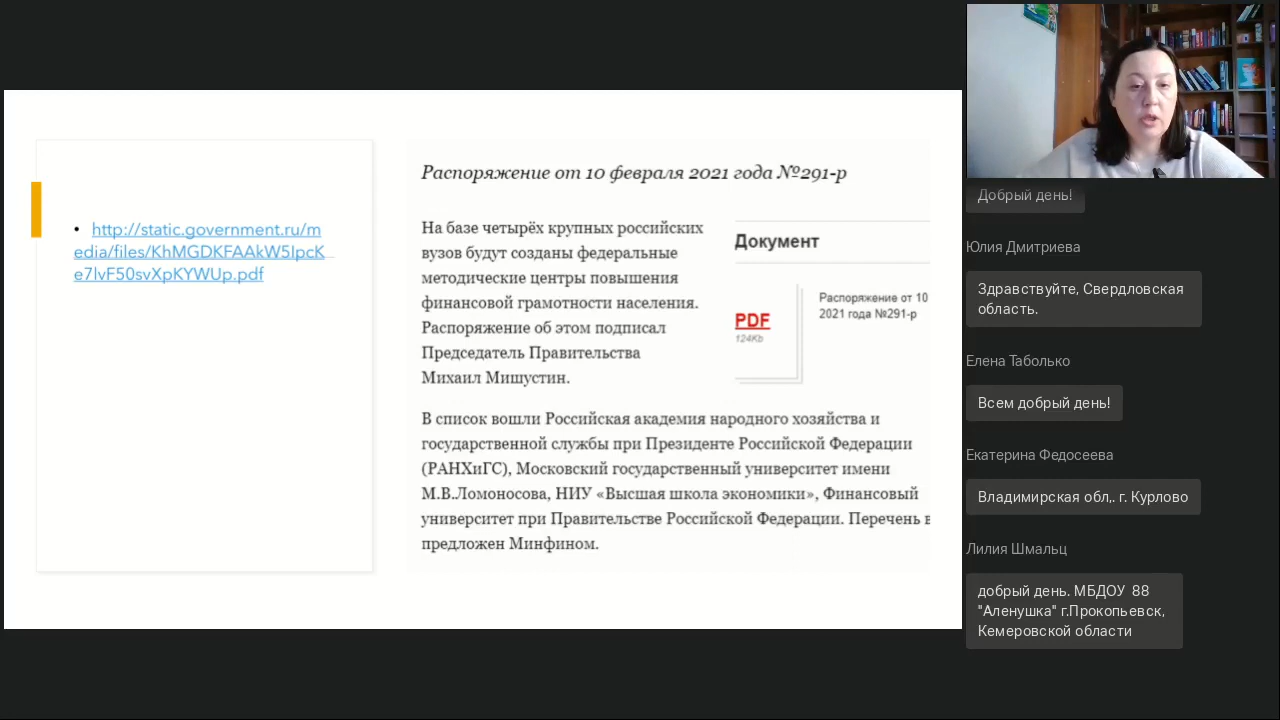 http://static.government.ru/m
edia/files/KhMGDKFAAkW5IpcK
e7lvF50svXpKYWUp.pdf
Распоряжение от 10 февраля 2021 года №291-р
На базе четырёх крупных российских
вузов будут созданы федеральные
методические центры повышения
финансовой грамотности населения.
Распоряжение об этом подписал
Председатель Правительства
Михаил Мишустин.
Документ
PDF
124Kb
Распоряжение от 10
2021 года №291-р
В список вошли Российская академия народного хозяйства и
государственной службы при Президенте Российской Федерации
(РАНХиГС), Московский государственный университет имени
М.В.Ломоносова, НИУ «Высшая школа экономики», Финансовый
университет при Правительстве Российской Федерации. Перечень в
предложен Минфином.
Добрый день!
Юлия Дмитриева
Здравствуйте, Свердловская
область.
Елена Таболько
Всем добрый день!
Екатерина Федосеева
Владимирская обл,. г. Курлово
Лилия Шмальц
добрый день. МБДОУ 88
"Аленушка" г.Прокопьевск,
Кемеровской области